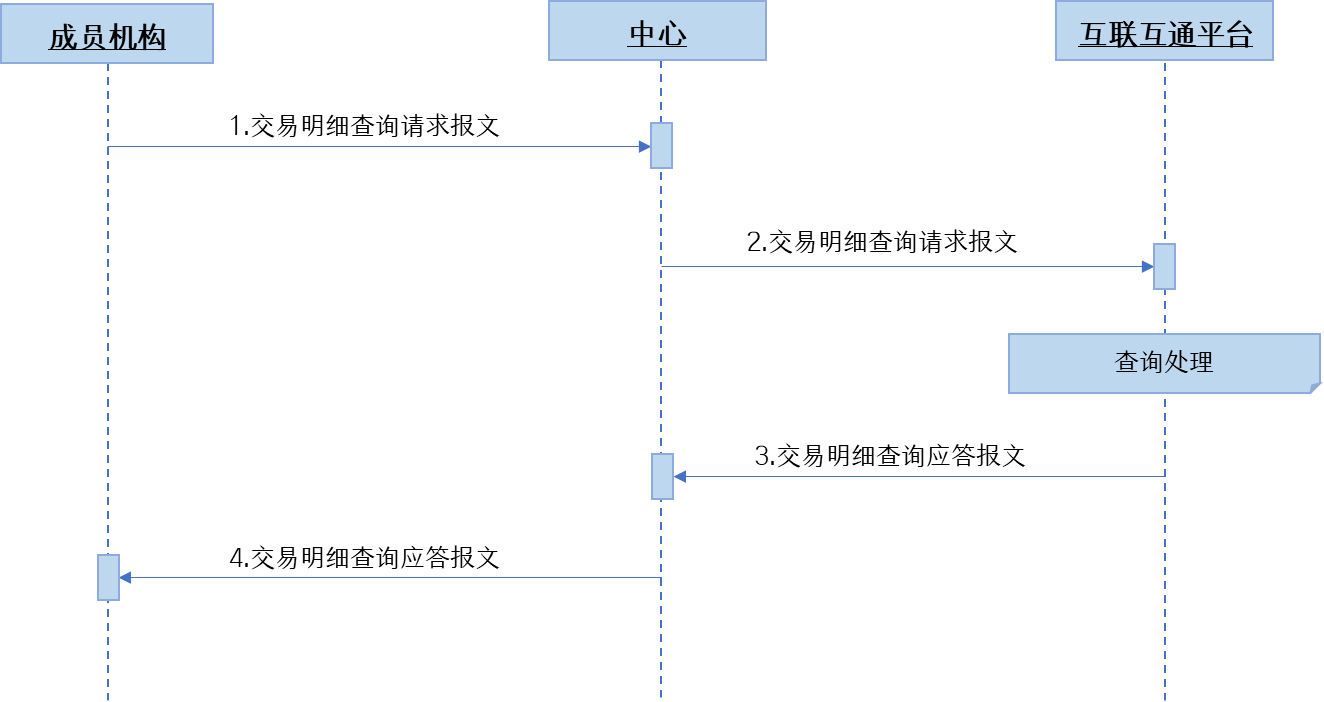 成员机构
中心
互联互通平台
1.交易明细查询请求报文
2.交易明细查询请求报文
查询处理
3.交易明细查询应答报文
4.交易明细查询应答报文